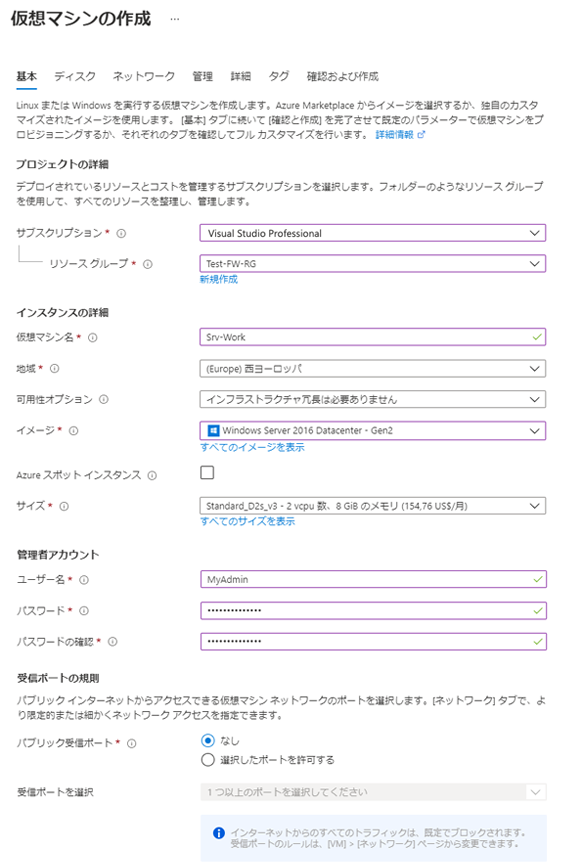 仮想マシンの作成 ...
基本 ディスク ネットワーク 管理 詳細 タグ 確認および作成
Linux または Windows を実行する仮想マシンを作成します。Azure Marketplace からイメージを選択するか、独自のカスタ
マイズされたイメージを使用します。 [基本] タブに続いて [確認と作成] を完了させて既定のパラメーターで仮想マシンをプ
ロビジョニングするか、それぞれのタブを確認してフル カスタマイズを行います。 詳細情報
プロジェクトの詳細
デプロイされているリソースとコストを管理するサブスクリプションを選択します。フォルダーのようなリソース グループ
を使用して、すべてのリソースを整理し、管理します。
サブスクリプション * Visual Studio Professional
リソース グループ * Test-FW-RG
新規作成
インスタンスの詳細
仮想マシン名 * Srv-Work
地域 * (Europe) 西ヨーロッパ
可用性オプション インフラストラクチャ冗長は必要ありません
イメージ * Windows Server 2016 Datacenter - Gen2
すべてのイメージを表示
Azure スポット インスタンス
サイズ * Standard_D2s_v3 - 2 vcpu 数、8 GiB のメモリ (154,76 US$/月)
すべてのサイズを表示
管理者アカウント
ユーザー名 * MyAdmin
パスワード * ••••••••••••••
パスワードの確認 * ••••••••••••••
受信ポートの規則
パブリック インターネットからアクセスできる仮想マシン ネットワークのポートを選択します。[ネットワーク] タブで、よ
り限定的または細かくネットワーク アクセスを指定できます。
パブリック受信ポート * なし
選択したポートを許可する
受信ポートを選択 1 つ以上のポートを選択してください
インターネットからのすべてのトラフィックは、既定でブロックされます。
受信ポートのルールは、[VM] > [ネットワーク] ページから変更できます。